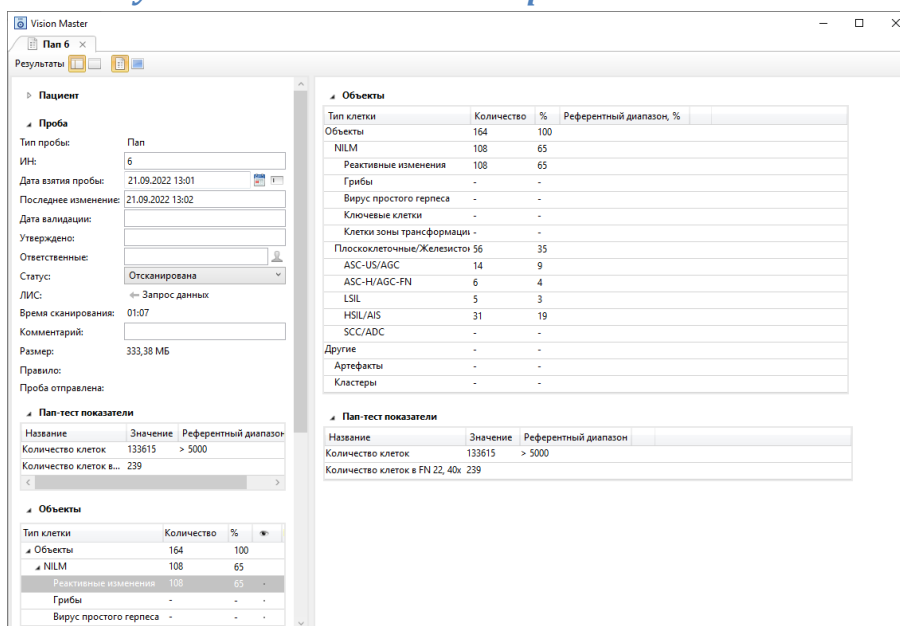 Vision Master
Пап 6
Результаты
Пациент
Проба
Тип пробы: Пап
ИН: 6
Дата взятия пробы: 21.09.2022 13:01
Последнее изменение: 21.09.2022 13:02
Дата валидации:
Утверждено:
Ответственные:
Статус: Отсканирована
ЛИС: Запрос данных
Время сканирования: 01:07
Комментарий:
Размер: 333,38 МБ
Правило:
Проба отправлена:
Пап-тест показатели
Название Значение Референтный диапазон
Количество клеток 133615 > 5000
Количество клеток в... 239
Объекты
Тип клетки Количество %
Объекты 164 100
NILM 108 65
Реактивные изменения 108 65 ·
Грибы - - ·
Вирус простого герпеса - - ·
Объекты
Тип клетки Количество % Референтный диапазон, %
Объекты 164 100
NILM 108 65
Реактивные изменения 108 65
Грибы - -
Вирус простого герпеса - -
Ключевые клетки - -
Клетки зоны трансформаци - -
Плоскоклеточные/Железисто 56 35
ASC-US/AGC 14 9
ASC-H/AGC-FN 6 4
LSIL 5 3
HSIL/AIS 31 19
SCC/ADC - -
Другие - -
Артефакты - -
Кластеры - -
Пап-тест показатели
Название Значение Референтный диапазон
Количество клеток 133615 > 5000
Количество клеток в FN 22, 40x 239